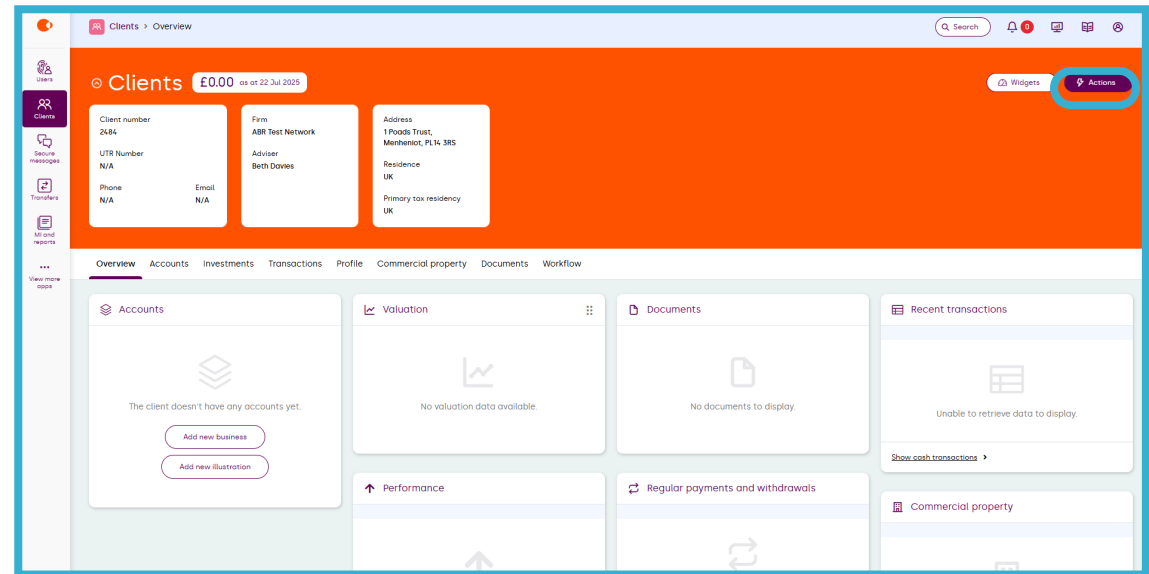 Clients > Overview
Search
0
Users
Clients
Secure
messages
Transfers
MI and
reports
View more
apps
Clients £0.00 as at 22 Jul 2025
Widgets
Actions
Client number
2484
UTR Number
N/A
Phone Email
N/A N/A
Firm
ABR Test Network
Adviser
Beth Davies
Address
1 Poads Trust,
Menheniot, PL14 3RS
Residence
UK
Primary tax residency
UK
Overview Accounts Investments Transactions Profile Commercial property Documents Workflow
Accounts
The client doesn't have any accounts yet.
Add new business
Add new illustration
Valuation
No valuation data available.
Documents
No documents to display.
Recent transactions
Unable to retrieve data to display.
Show cash transactions >
Performance
Regular payments and withdrawals
Commercial property